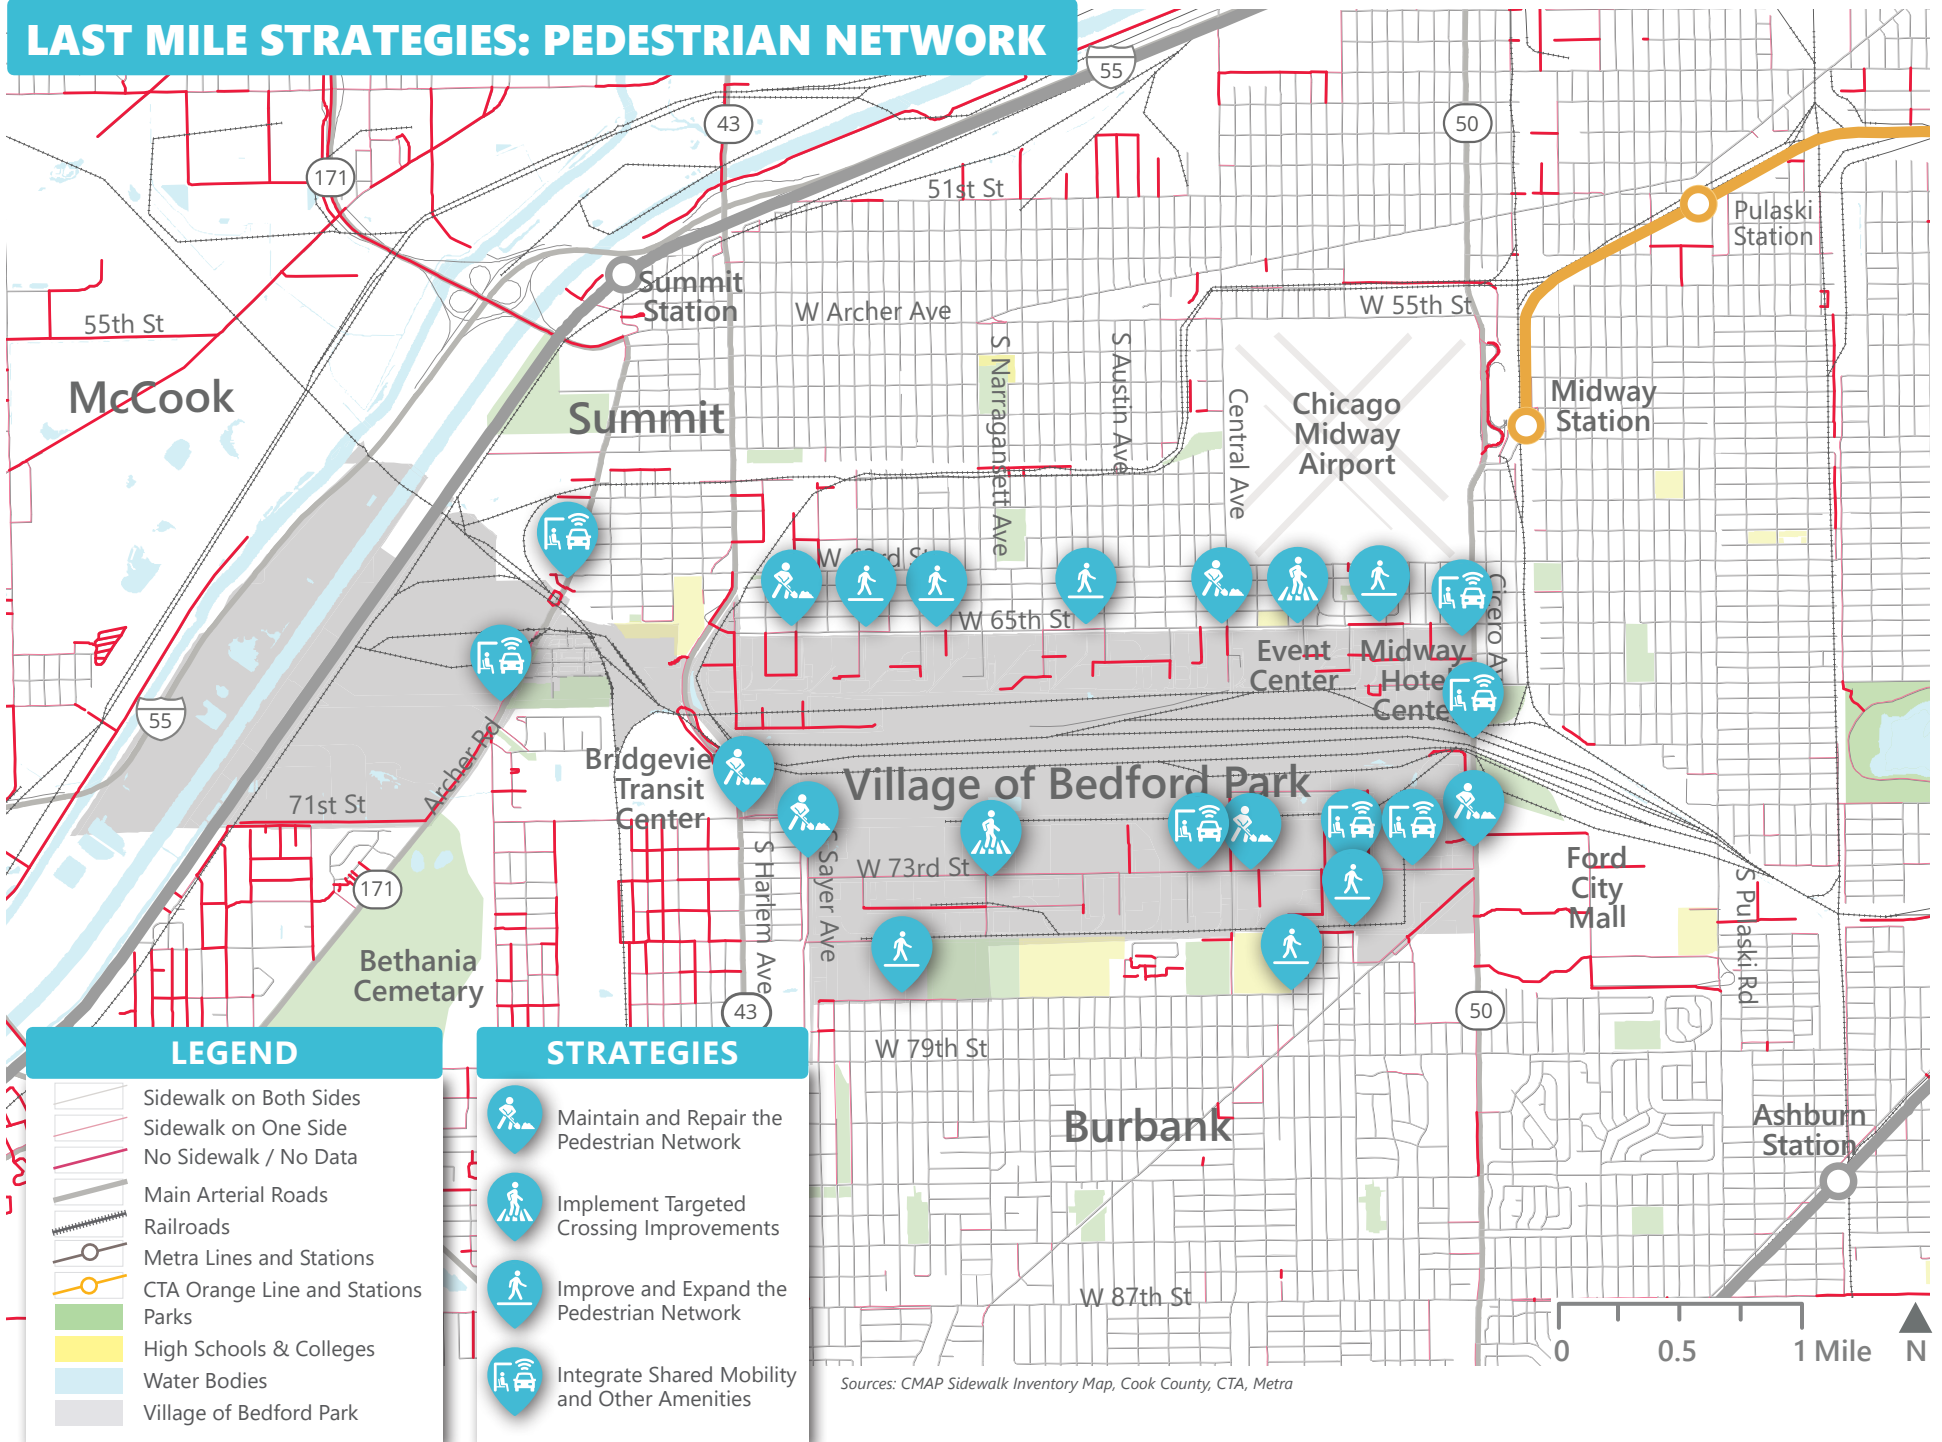 LAST MILE STRATEGIES: PEDESTRIAN NETWORK
55
43
50
171
51st St
Pulaski
Station
Summit
Station
W Archer Ave
W 55th St
55th St
S Narragansett Ave
S Austin Ave
Central Ave
McCook
Summit
Chicago
Midway
Airport
Midway
Station
W 63rd St
W 65th St
Cicero Av
Event
Center
Midway
Hote
Cente
55
Archer Rd
Bridgevie
Transit
Center
Village of Bedford Park
71st St
171
S Harlem Ave
S Sayer Ave
W 73rd St
Ford
City
Mall
S Pulaski Rd
Bethania
Cemetary
43
50
W 79th St
Burbank
Ashburn
Station
W 87th St
LEGEND
Sidewalk on Both Sides
Sidewalk on One Side
No Sidewalk / No Data
Main Arterial Roads
Railroads
Metra Lines and Stations
CTA Orange Line and Stations
Parks
High Schools & Colleges
Water Bodies
Village of Bedford Park
STRATEGIES
Maintain and Repair the
Pedestrian Network
Implement Targeted
Crossing Improvements
Improve and Expand the
Pedestrian Network
Integrate Shared Mobility
and Other Amenities
0 0.5 1 Mile N
Sources: CMAP Sidewalk Inventory Map, Cook County, CTA, Metra